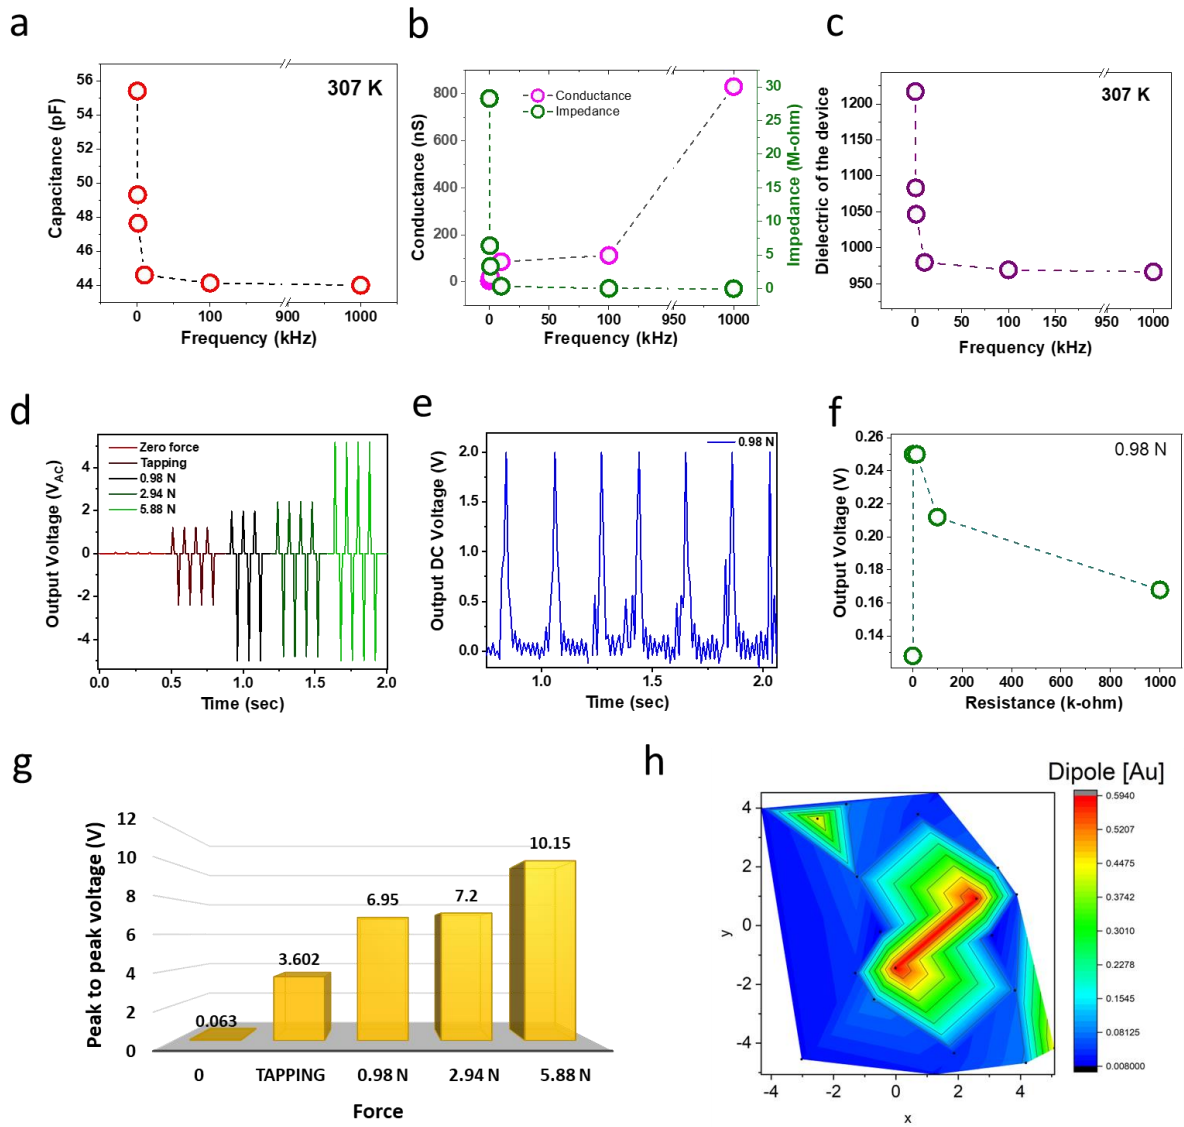 a
307 K
Capacitance (pF)
56
54
52
50
48
46
44
0
100
900
1000
Frequency (kHz)
b
Conductance (nS)
800
600
400
200
0
Conductance
Impedance
30
25
20
15
10
5
0
Impedance (M-ohm)
0
50
100
950
1000
Frequency (kHz)
c
307 K
Dielectric of the device
1200
1150
1100
1050
1000
950
0
50
100
150
950
1000
Frequency (kHz)
d
Zero force
Tapping
0.98 N
2.94 N
5.88 N
Output Voltage (VAC)
4
2
0
-2
-4
0.0
0.5
1.0
1.5
2.0
Time (sec)
e
0.98 N
Output DC Voltage (V)
2.0
1.5
1.0
0.5
0.0
1.0
1.5
2.0
Time (sec)
f
0.98 N
Output Voltage (V)
0.26
0.24
0.22
0.20
0.18
0.16
0.14
0
200
400
600
800
1000
Resistance (k-ohm)
g
Peak to peak voltage (V)
12
10
8
6
4
2
0
0.063
3.602
6.95
7.2
10.15
0
TAPPING
0.98 N
2.94 N
5.88 N
Force
h
Dipole [Au]
0.5940
0.5207
0.4475
0.3742
0.3010
0.2278
0.1545
0.08125
0.008000
y
4
2
0
-2
-4
-4
-2
0
2
4
x